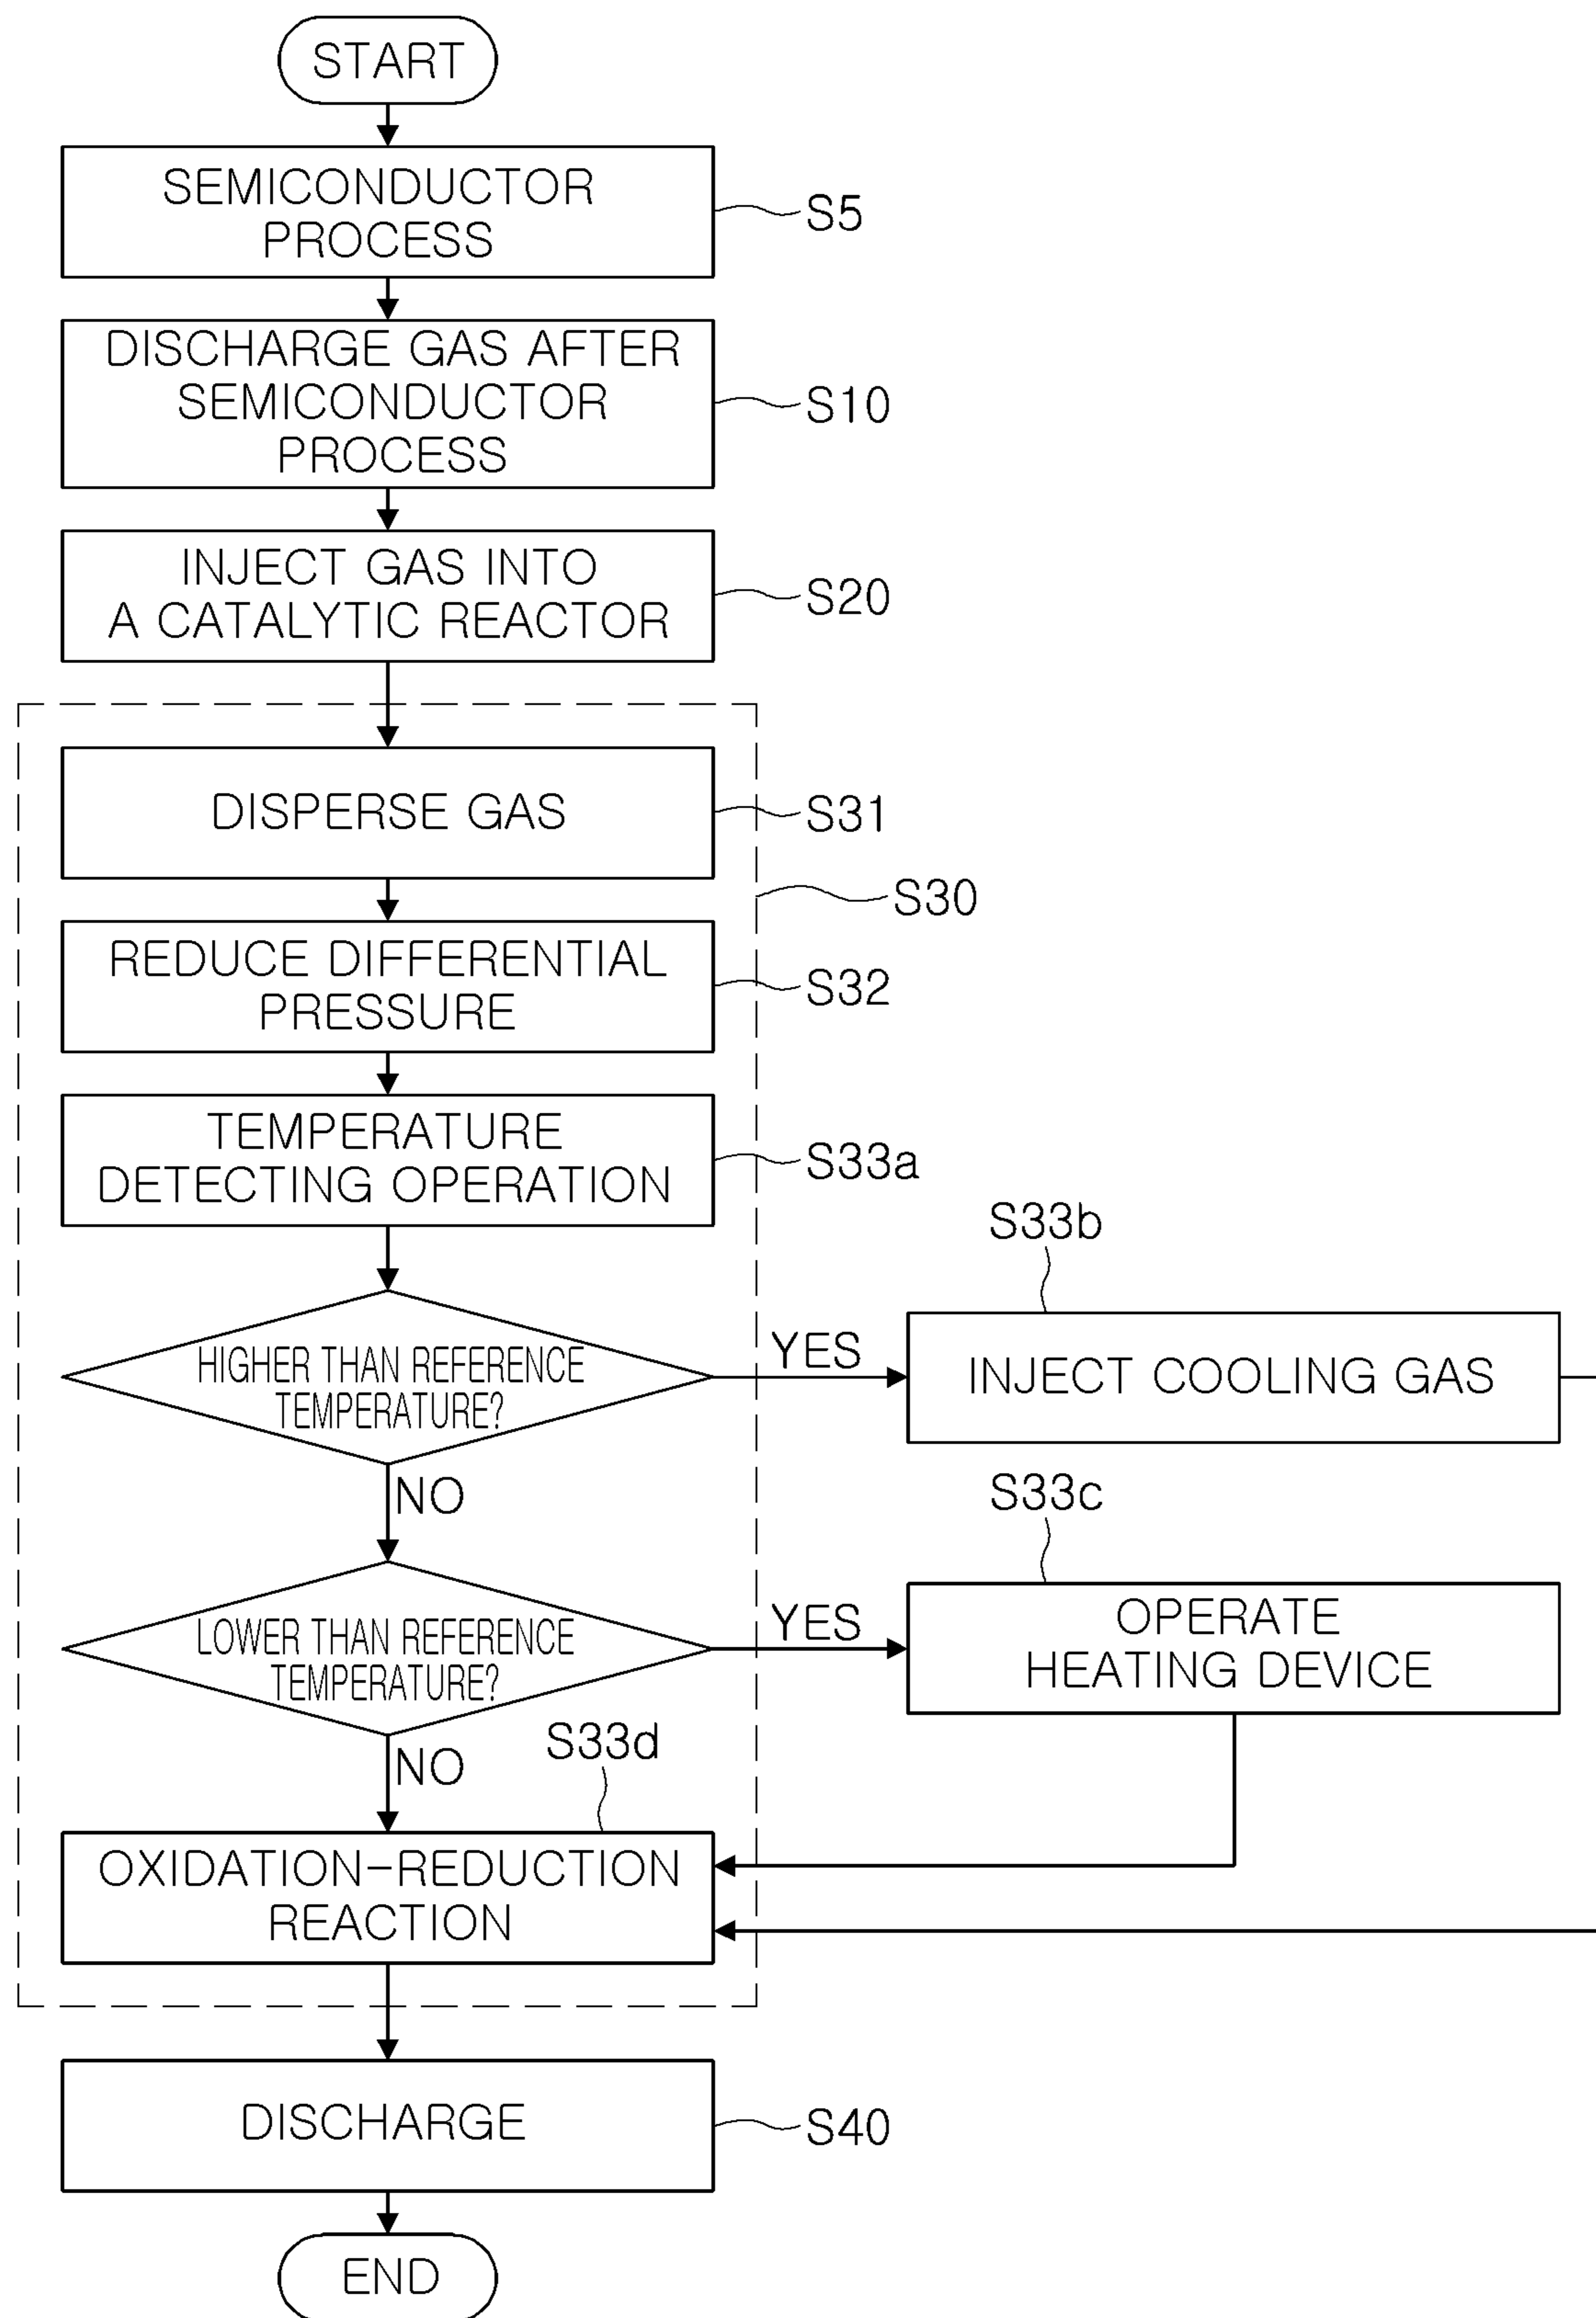 START
SEMICONDUCTOR
PROCESS
S5
DISCHARGE GAS AFTER
SEMICONDUCTOR
PROCESS
S10
INJECT GAS INTO
A CATALYTIC REACTOR
S20
DISPERSE GAS
S31
S30
REDUCE DIFFERENTIAL
PRESSURE
S32
TEMPERATURE
DETECTING OPERATION
S33a
HIGHER THAN REFERENCE
TEMPERATURE?
YES
S33b
INJECT COOLING GAS
NO
LOWER THAN REFERENCE
TEMPERATURE?
YES
S33c
OPERATE
HEATING DEVICE
NO
S33d
OXIDATION-REDUCTION
REACTION
DISCHARGE
S40
END